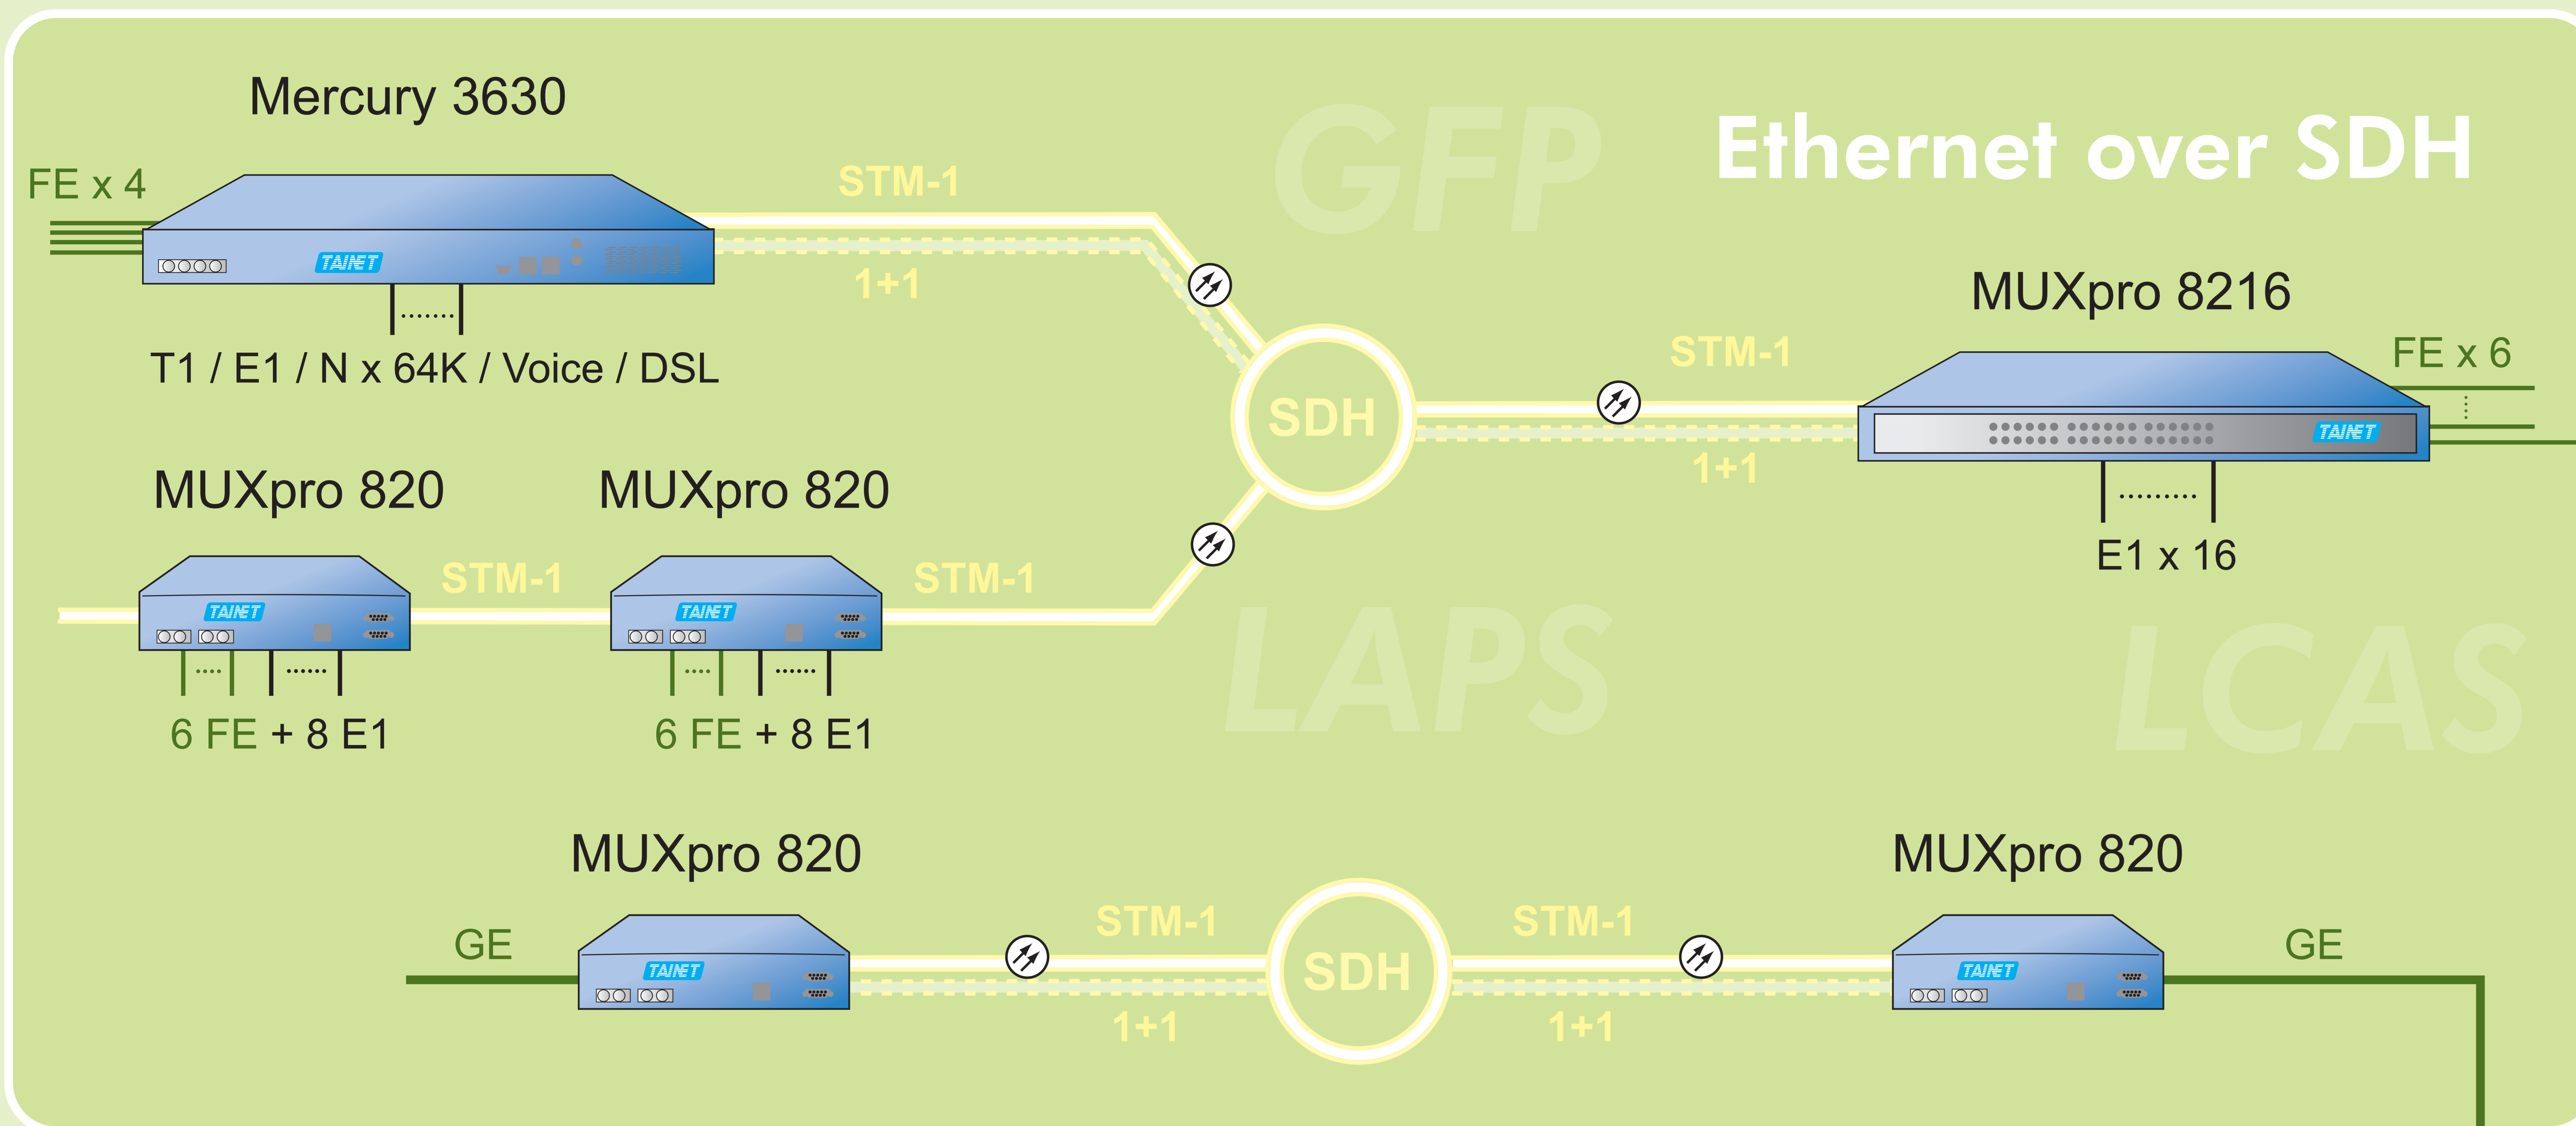 GFP
Ethernet over SDH
Mercury 3630
FE x 4
STM-1
TAINET
1+1
T1 / E1 / N x 64K / Voice / DSL
SDH
STM-1
1+1
MUXpro 8216
FE x 6
TAINET
E1 x 16
MUXpro 820
MUXpro 820
TAINET
STM-1
TAINET
STM-1
6 FE + 8 E1
6 FE + 8 E1
LAPS
LCAS
MUXpro 820
MUXpro 820
GE
TAINET
STM-1
1+1
SDH
STM-1
1+1
TAINET
GE